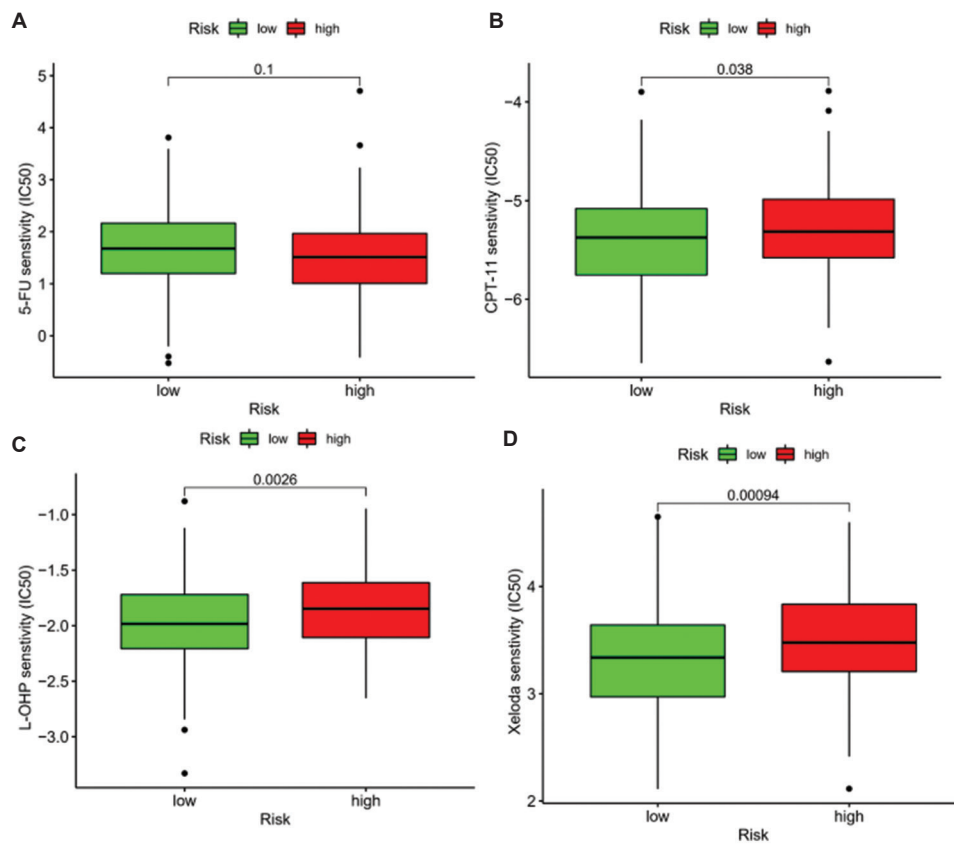 A
Risk low high
0.1
5
4
3
2
1
0
5-FU senstivity (IC50)
low high
Risk
B
Risk low high
0.038
−4
−5
−6
CPT-11 senstivity (IC50)
low high
Risk
C
Risk low high
0.0026
−1.0
−1.5
−2.0
−2.5
−3.0
L-OHP senstivity (IC50)
low high
Risk
D
Risk low high
0.00094
4
3
2
Xeloda senstivity (IC50)
low high
Risk